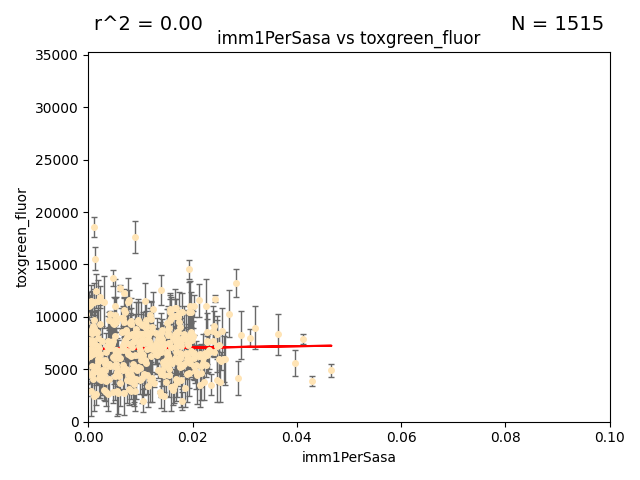 r^2 = 0.00
N = 1515
imm1PerSasa vs toxgreen_fluor
35000
30000
25000
20000
15000
10000
5000
0
toxgreen_fluor
0.00
0.02
0.04
0.06
0.08
0.10
imm1PerSasa